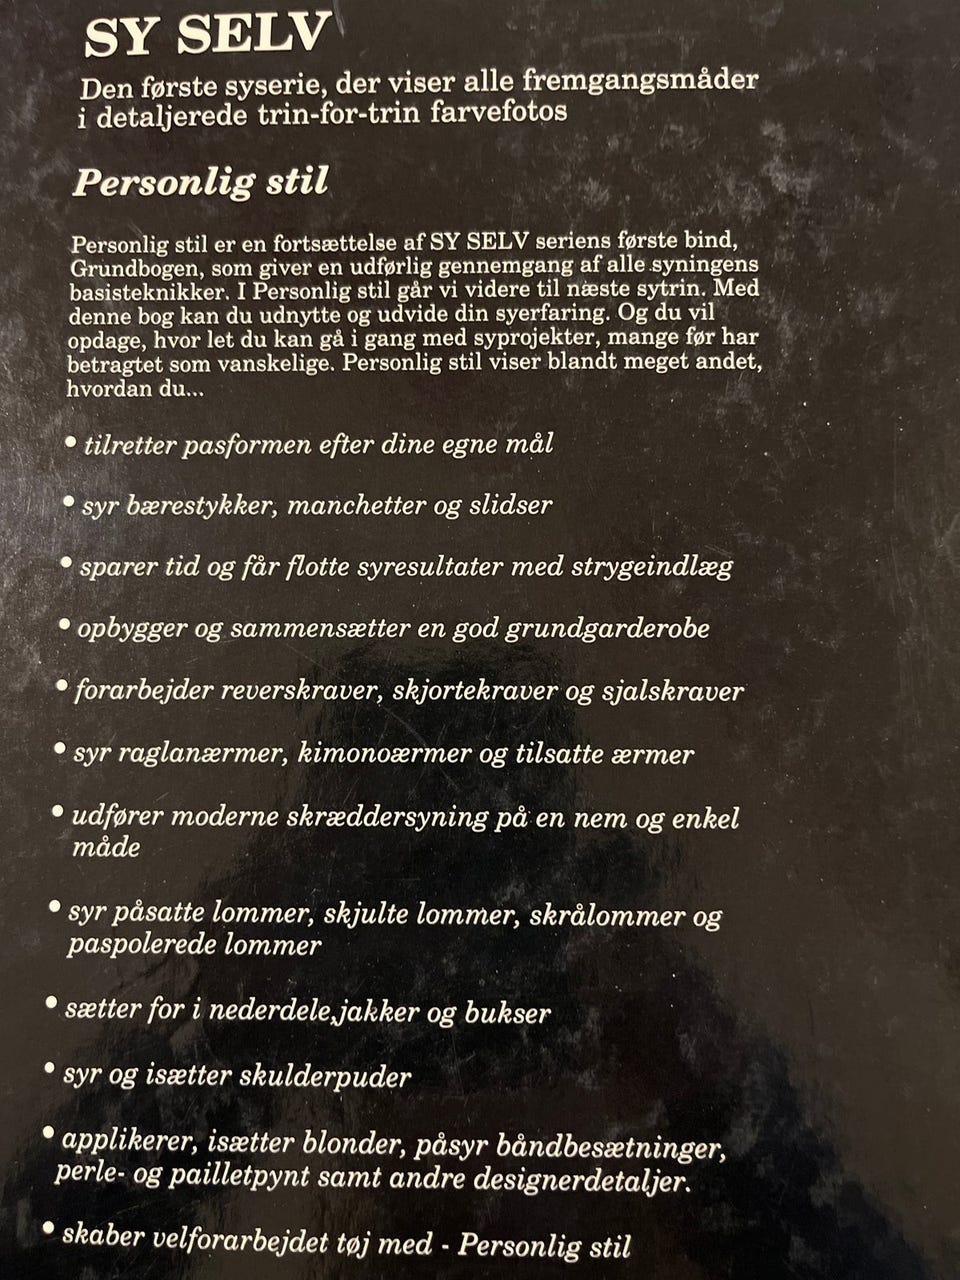 SY SELV
Den første syserie, der viser alle fremgangsmåder
i detaljerede trin-for-trin farvefotos
Personlig stil
Personlig stil er en fortsættelse af SY SELV seriens første bind,
Grundbogen, som giver en udførlig gennemgang af alle syningens
basisteknikker. I Personlig stil går vi videre til næste sytrin. Med
denne bog kan du udnytte og udvide din syerfaring. Og du vil
opdage, hvor let du kan gå i gang med syprojekter, mange før har
betragtet som vanskelige. Personlig stil viser blandt meget andet,
hvordan du...
• tilretter pasformen efter dine egne mål
• syr bærestykker, manchetter og slidser
• sparer tid og får flotte syresultater med strygeindlæg
• opbygger og sammensætter en god grundgarderobe
• forarbejder reverskraver, skjortekraver og sjalskraver
• syr raglanærmer, kimonoærmer og tilsatte ærmer
• udfører moderne skræddersyning på en nem og enkel
måde
• syr påsatte lommer, skjulte lommer, skrålommer og
paspolerede lommer
• sætter for i nederdele,jakker og bukser
• syr og isætter skulderpuder
• applikerer, isætter blonder, påsyr båndbesætninger,
perle- og pailletpynt samt andre designerdetaljer.
• skaber velforarbejdet tøj med - Personlig stil